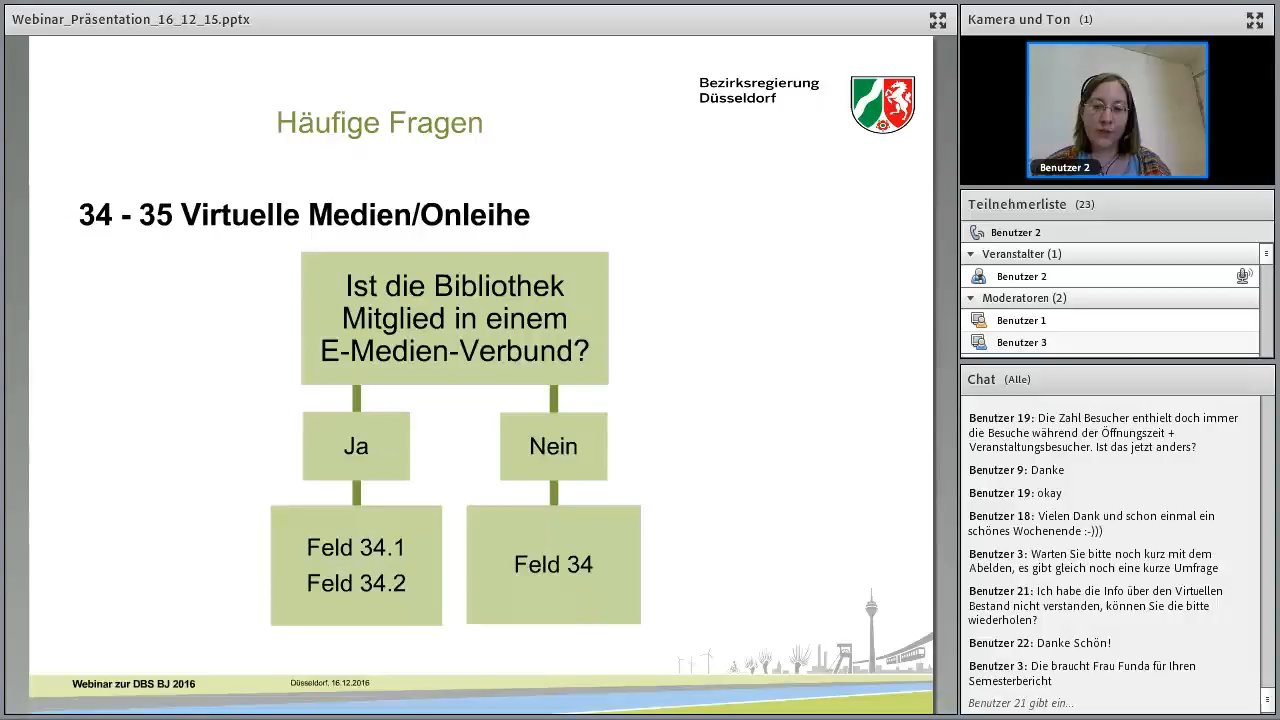 Webinar_Präsentation_16_12_15.pptx
Bezirksregierung
Düsseldorf
Häufige Fragen
34 - 35 Virtuelle Medien/Onleihe
Ist die Bibliothek
Mitglied in einem
E-Medien-Verbund?
Ja
Nein
Feld 34.1
Feld 34.2
Feld 34
Webinar zur DBS BJ 2016
Düsseldorf, 16.12.2016
Kamera und Ton (1)
Benutzer 2
Teilnehmerliste (23)
Benutzer 2
Veranstalter (1)
Benutzer 2
Moderatoren (2)
Benutzer 1
Benutzer 3
Chat (Alle)
Benutzer 19: Die Zahl Besucher enthielt doch immer
die Besuche während der Öffnungszeit +
Veranstaltungsbesucher. Ist das jetzt anders?
Benutzer 9: Danke
Benutzer 19: okay
Benutzer 18: Vielen Dank und schon einmal ein
schönes Wochenende :-)))
Benutzer 3: Warten Sie bitte noch kurz mit dem
Abelden, es gibt gleich noch eine kurze Umfrage
Benutzer 21: Ich habe die Info über den Virtuellen
Bestand nicht verstanden, können Sie die bitte
wiederholen?
Benutzer 22: Danke Schön!
Benutzer 3: Die braucht Frau Funda für Ihren
Semesterbericht
Benutzer 21 gibt ein...